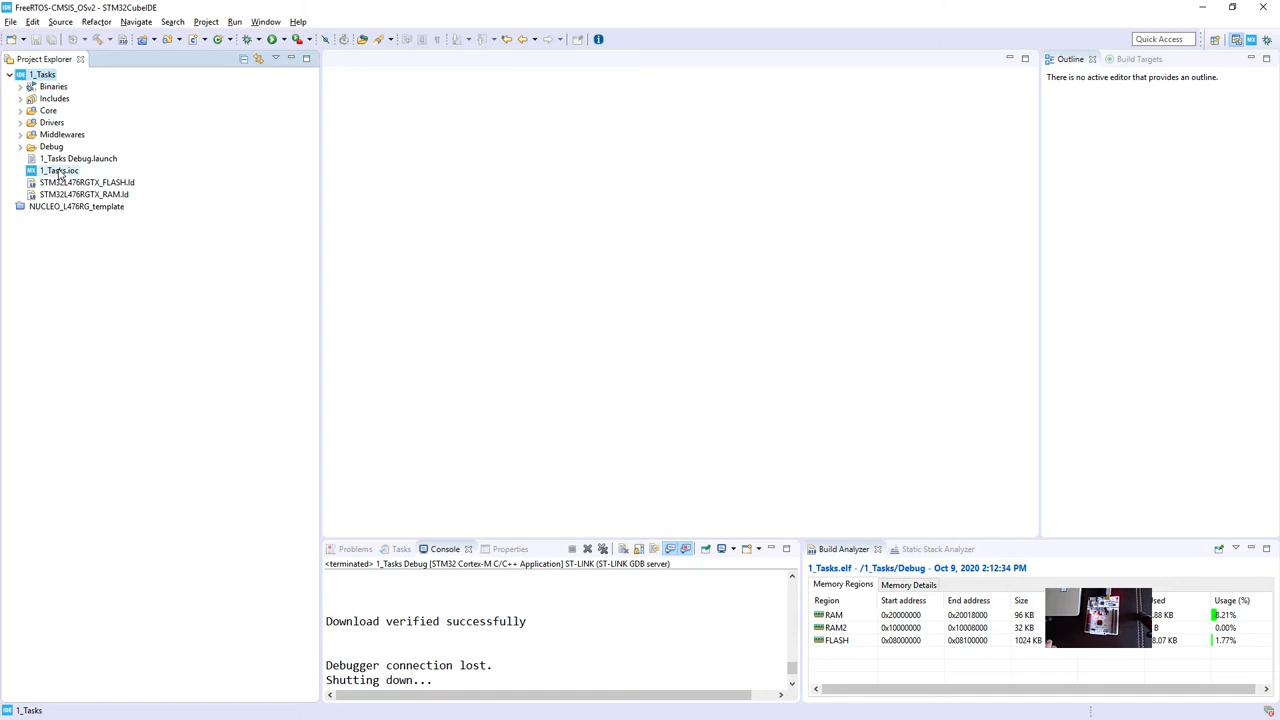 FreeRTOS-CMSIS_OSv2 - STM32CubeIDE
File Edit Source Refactor Navigate Search Project Run Window Help
Quick Access
Project Explorer
1_Tasks
Binaries
Includes
Core
Drivers
Middlewares
Debug
1_Tasks Debug.launch
1_Tasks.ioc
STM32L476RGTX_FLASH.ld
STM32L476RGTX_RAM.ld
NUCLEO_L476RG_template
Outline Build Targets
There is no active editor that provides an outline.
Problems Tasks Console Properties
<terminated> 1_Tasks Debug [STM32 Cortex-M C/C++ Application] ST-LINK (ST-LINK GDB server)
Download verified successfully
Debugger connection lost.
Shutting down...
Build Analyzer Static Stack Analyzer
1_Tasks.elf - /1_Tasks/Debug - Oct 9, 2020 2:12:34 PM
Memory Regions Memory Details
Region Start address End address Size Usage (%)
RAM 0x20000000 0x20018000 96 KB 8.21%
RAM2 0x10000000 0x10008000 32 KB B 0.00%
FLASH 0x08000000 0x08100000 1024 KB 8.07 KB 1.77%
1_Tasks